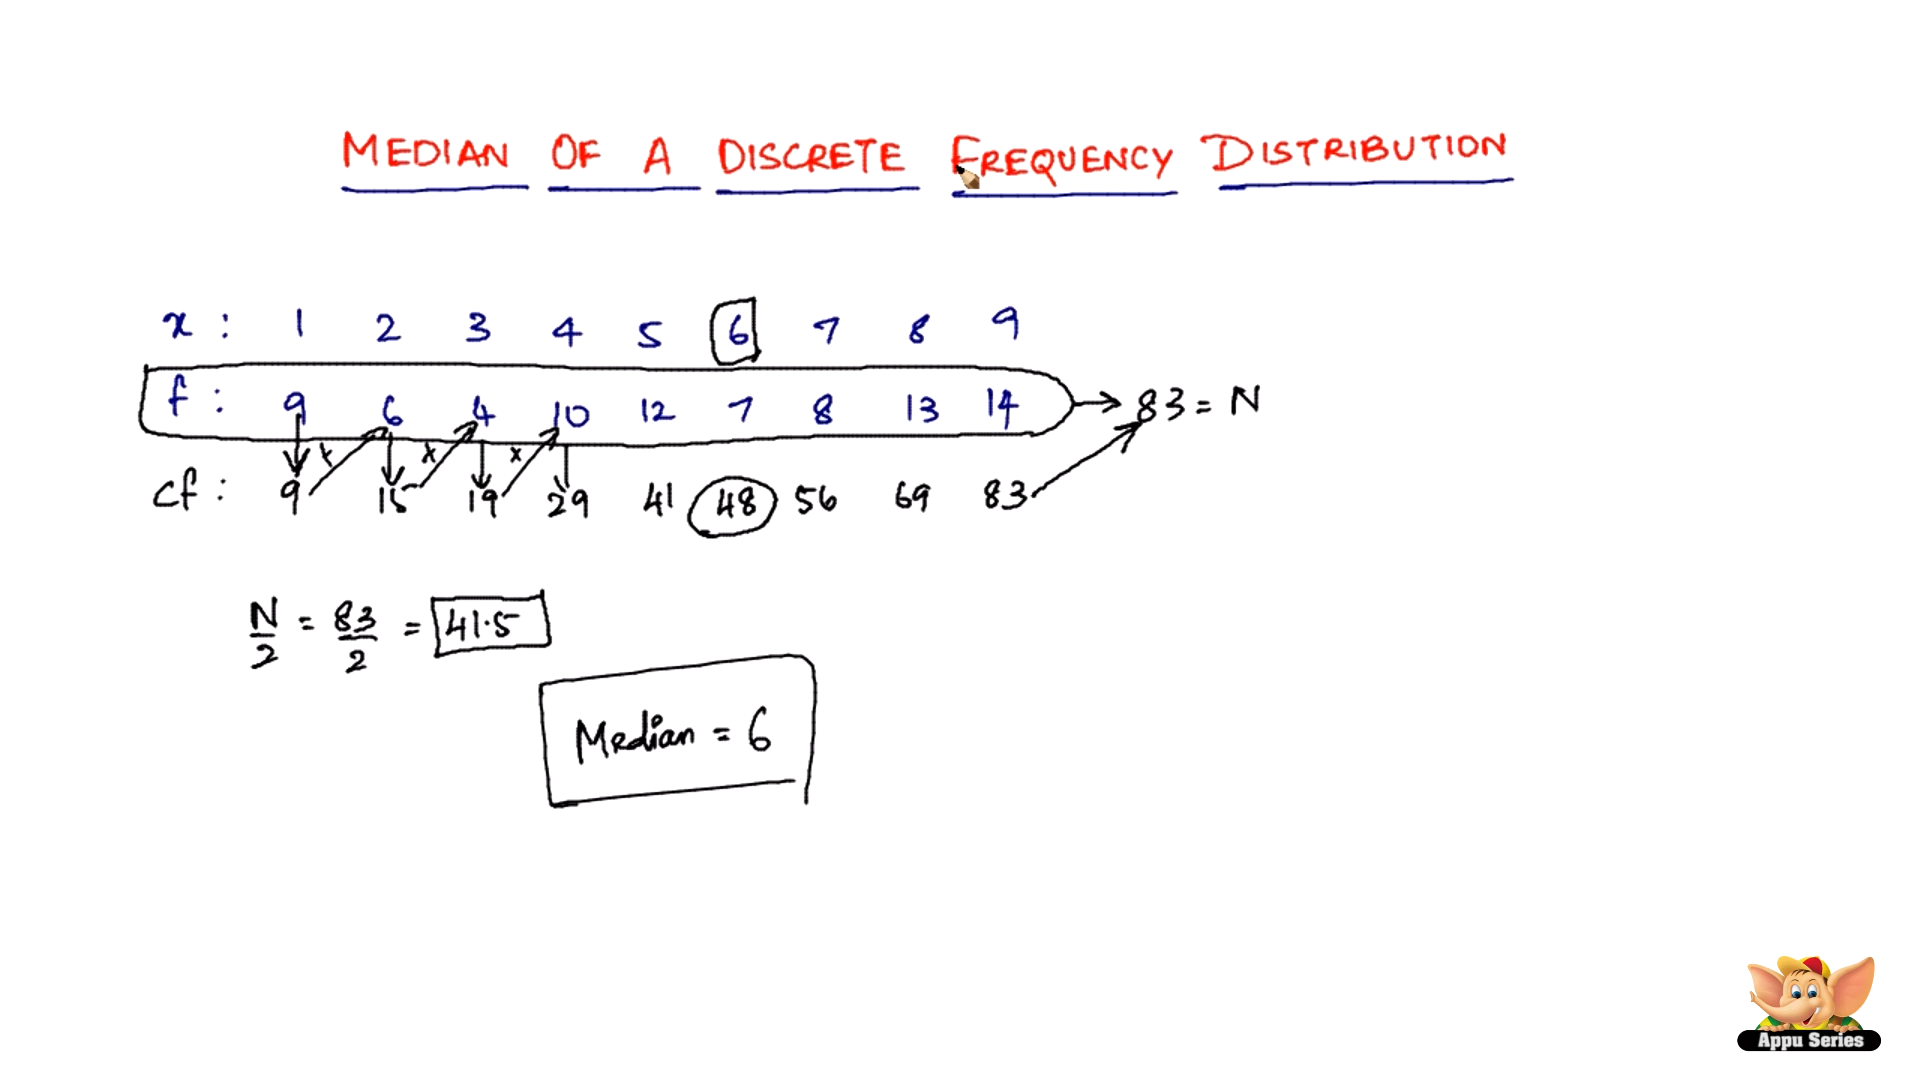 MEDIAN OF A DISCRETE FREQUENCY DISTRIBUTION
x : 1 2 3 4 5 6 7 8 9
f : 9 6 4 10 12 7 8 13 14 → 83 = N
+ + +
cf : 9 15 19 29 41 48 56 69 83
N/2 = 83/2 = 41.5
Median = 6
Appu Series